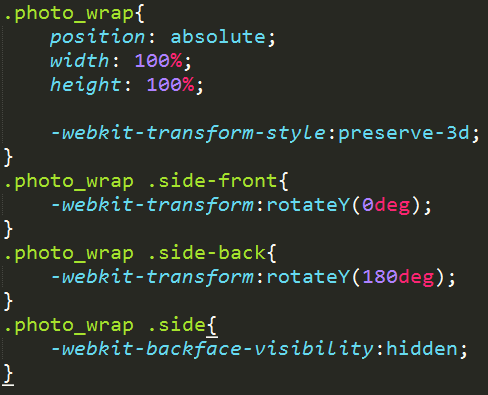 .photo_wrap{
    position: absolute;
    width: 100%;
    height: 100%;

    -webkit-transform-style:preserve-3d;
}
.photo_wrap .side-front{
    -webkit-transform:rotateY(0deg);
}
.photo_wrap .side-back{
    -webkit-transform:rotateY(180deg);
}
.photo_wrap .side{
    -webkit-backface-visibility:hidden;
}